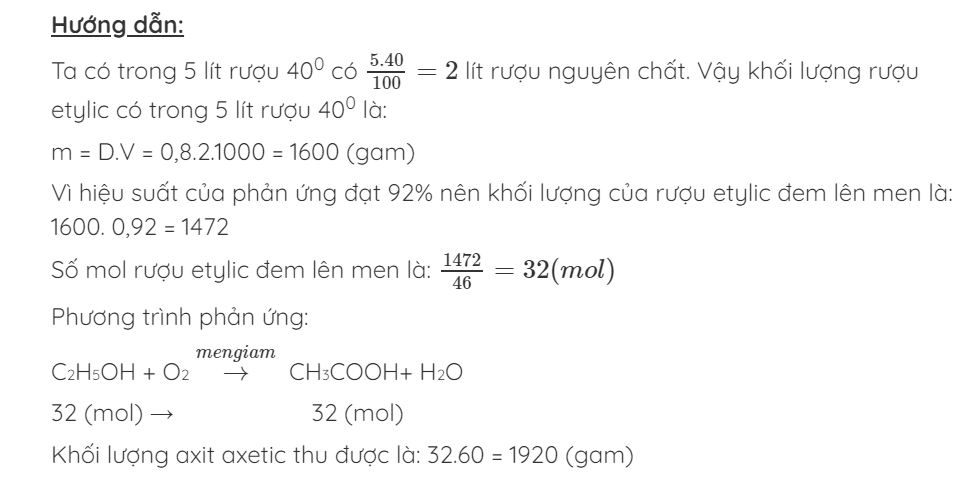 Hướng dẫn:
Ta có trong 5 lít rượu 40⁰ có 5.40/100 = 2 lít rượu nguyên chất. Vậy khối lượng rượu
etylic có trong 5 lít rượu 40⁰ là:
m = D.V = 0,8.2.1000 = 1600 (gam)
Vì hiệu suất của phản ứng đạt 92% nên khối lượng của rượu etylic đem lên men là:
1600. 0,92 = 1472
Số mol rượu etylic đem lên men là: 1472/46 = 32(mol)
Phương trình phản ứng:
C₂H₅OH + O₂ mengiam → CH₃COOH+ H₂O
32 (mol) → 32 (mol)
Khối lượng axit axetic thu được là: 32.60 = 1920 (gam)